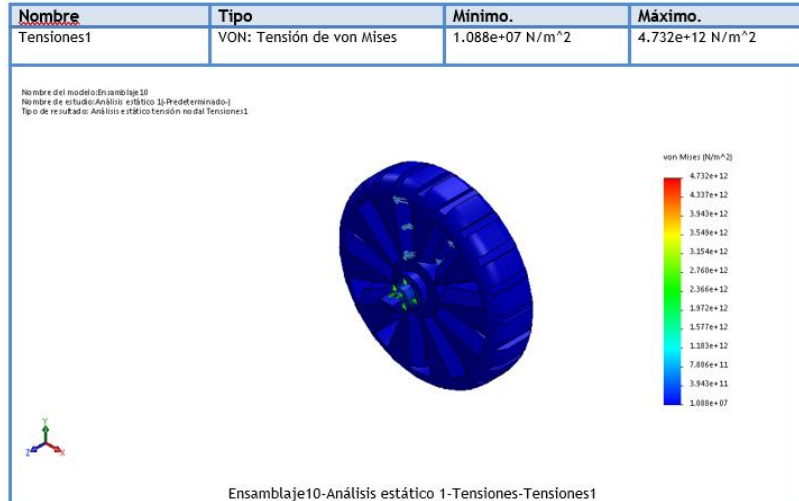 Nombre Tipo Mínimo. Máximo.
Tensiones1 VON: Tensión de von Mises 1.088e+07 N/m^2 4.732e+12 N/m^2
Nombre del modelo:Ensamblaje10
Nombre de estudio:Análisis estático 1(-Predeterminado-)
Tipo de resultado: Análisis estático tensión nodal Tensiones1
von Mises (N/m^2)
4.732e+12
4.337e+12
3.943e+12
3.549e+12
3.154e+12
2.760e+12
2.366e+12
1.972e+12
1.577e+12
1.183e+12
7.886e+11
3.943e+11
1.088e+07
Y
Z X
Ensamblaje10-Análisis estático 1-Tensiones-Tensiones1